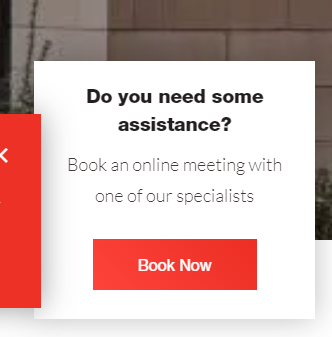 Do you need some
assistance?
Book an online meeting with
one of our specialists
Book Now